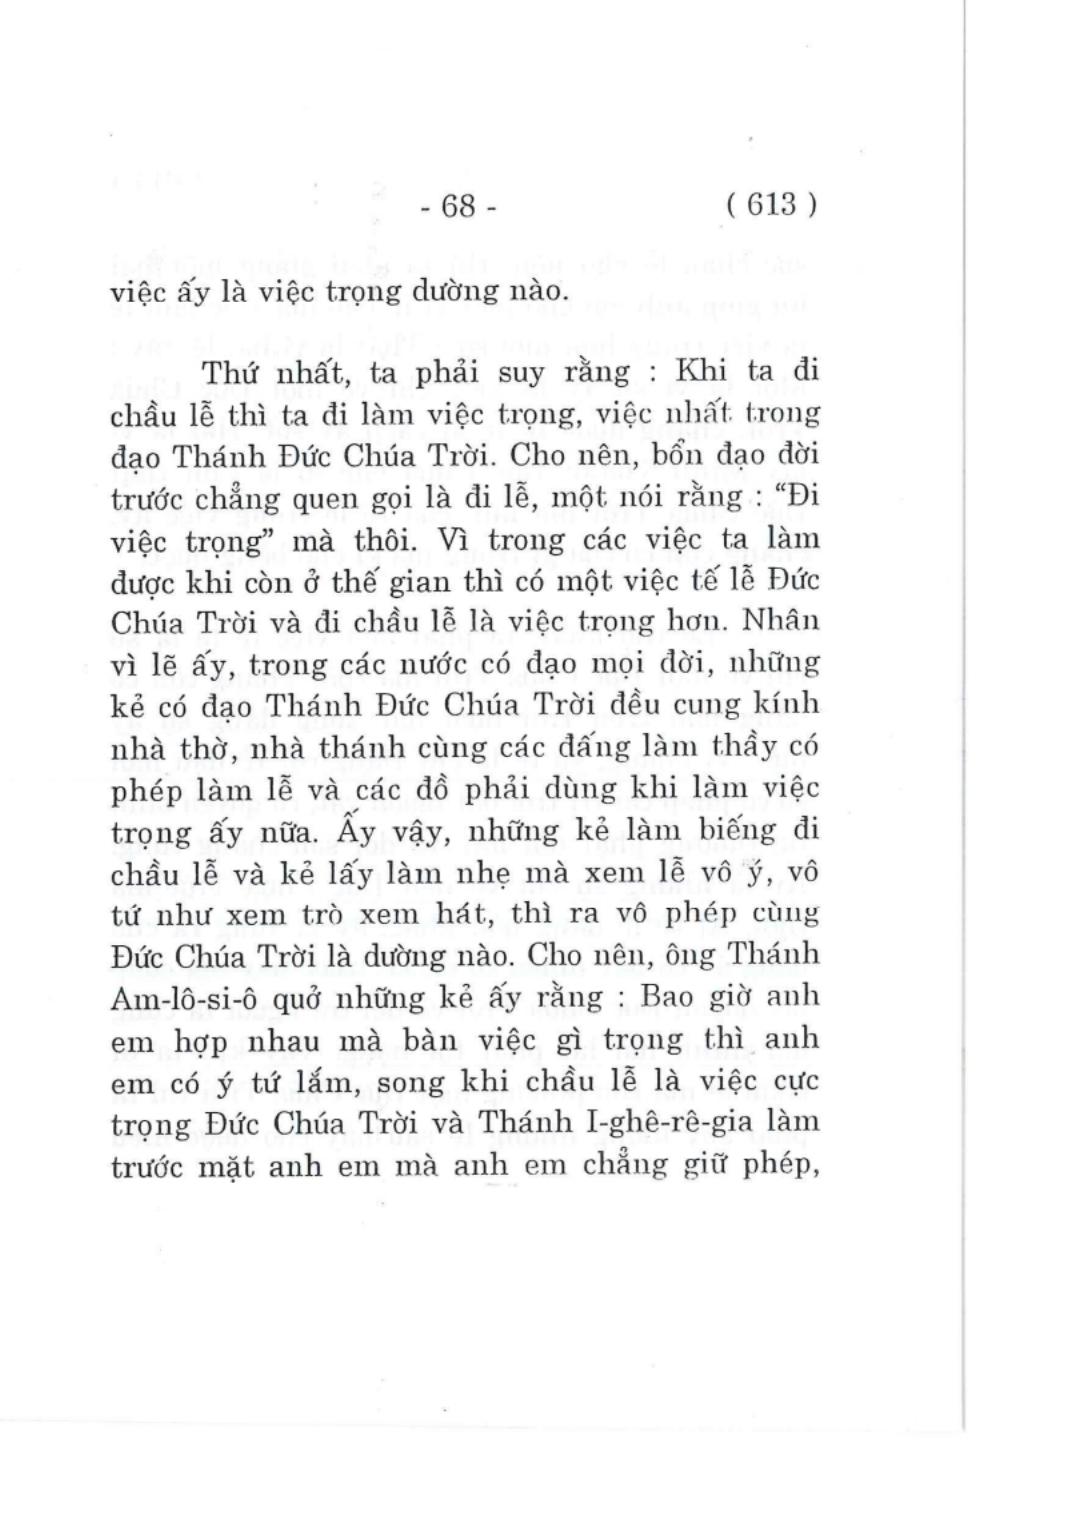 - 68 - ( 613 )
việc ấy là việc trọng dường nào.
Thứ nhất, ta phải suy rằng : Khi ta đi
chầu lễ thì ta đi làm việc trọng, việc nhất trong
đạo Thánh Đức Chúa Trời. Cho nên, bổn đạo đời
trước chẳng quen gọi là đi lễ, một nói rằng : “Đi
việc trọng” mà thôi. Vì trong các việc ta làm
được khi còn ở thế gian thì có một việc tế lễ Đức
Chúa Trời và đi chầu lễ là việc trọng hơn. Nhân
vì lẽ ấy, trong các nước có đạo mọi đời, những
kẻ có đạo Thánh Đức Chúa Trời đều cung kính
nhà thờ, nhà thánh cùng các đấng làm thầy có
phép làm lễ và các đồ phải dùng khi làm việc
trọng ấy nữa. Ấy vậy, những kẻ làm biếng đi
chầu lễ và kẻ lấy làm nhẹ mà xem lễ vô ý, vô
tứ như xem trò xem hát, thì ra vô phép cùng
Đức Chúa Trời là dường nào. Cho nên, ông Thánh
Am-lô-si-ô quở những kẻ ấy rằng : Bao giờ anh
em hợp nhau mà bàn việc gì trọng thì anh
em có ý tứ lắm, song khi chầu lễ là việc cực
trọng Đức Chúa Trời và Thánh I-ghê-rê-gia làm
trước mặt anh em mà anh em chẳng giữ phép,